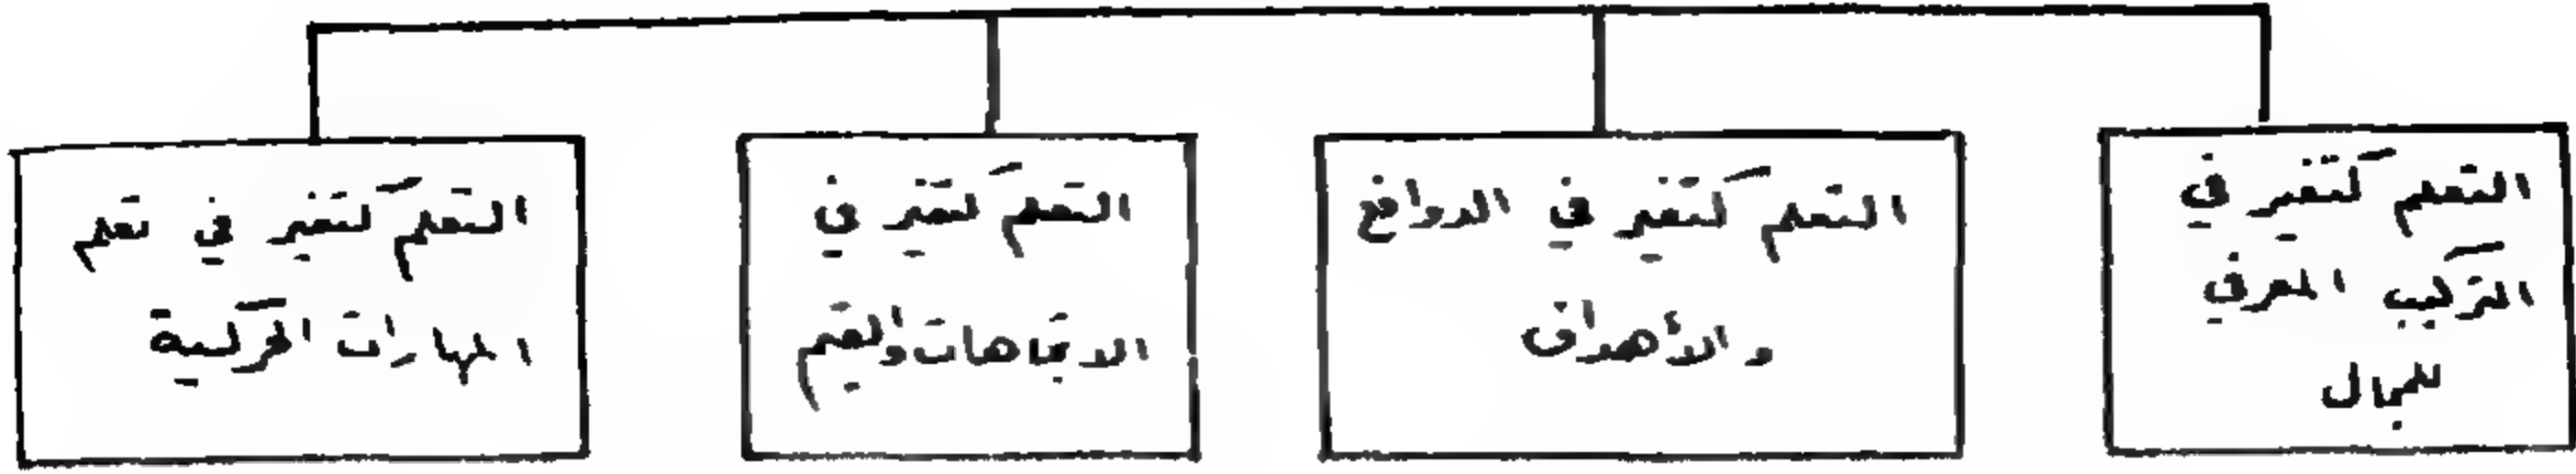 التعلم كتغير في
التركيب المعرفي
للمجال
التعلم كتغير في الدوافع
والأهداف
التعلم كتغير في
الاتجاهات والقيم
التعلم كتغير في تعلم
المهارات الحركية